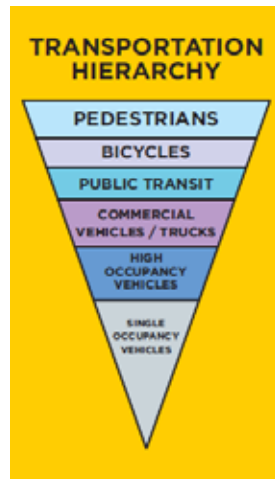 TRANSPORTATION
HIERARCHY
PEDESTRIANS
BICYCLES
PUBLIC TRANSIT
COMMERCIAL
VEHICLES / TRUCKS
HIGH
OCCUPANCY
VEHICLES
SINGLE
OCCUPANCY
VEHICLES